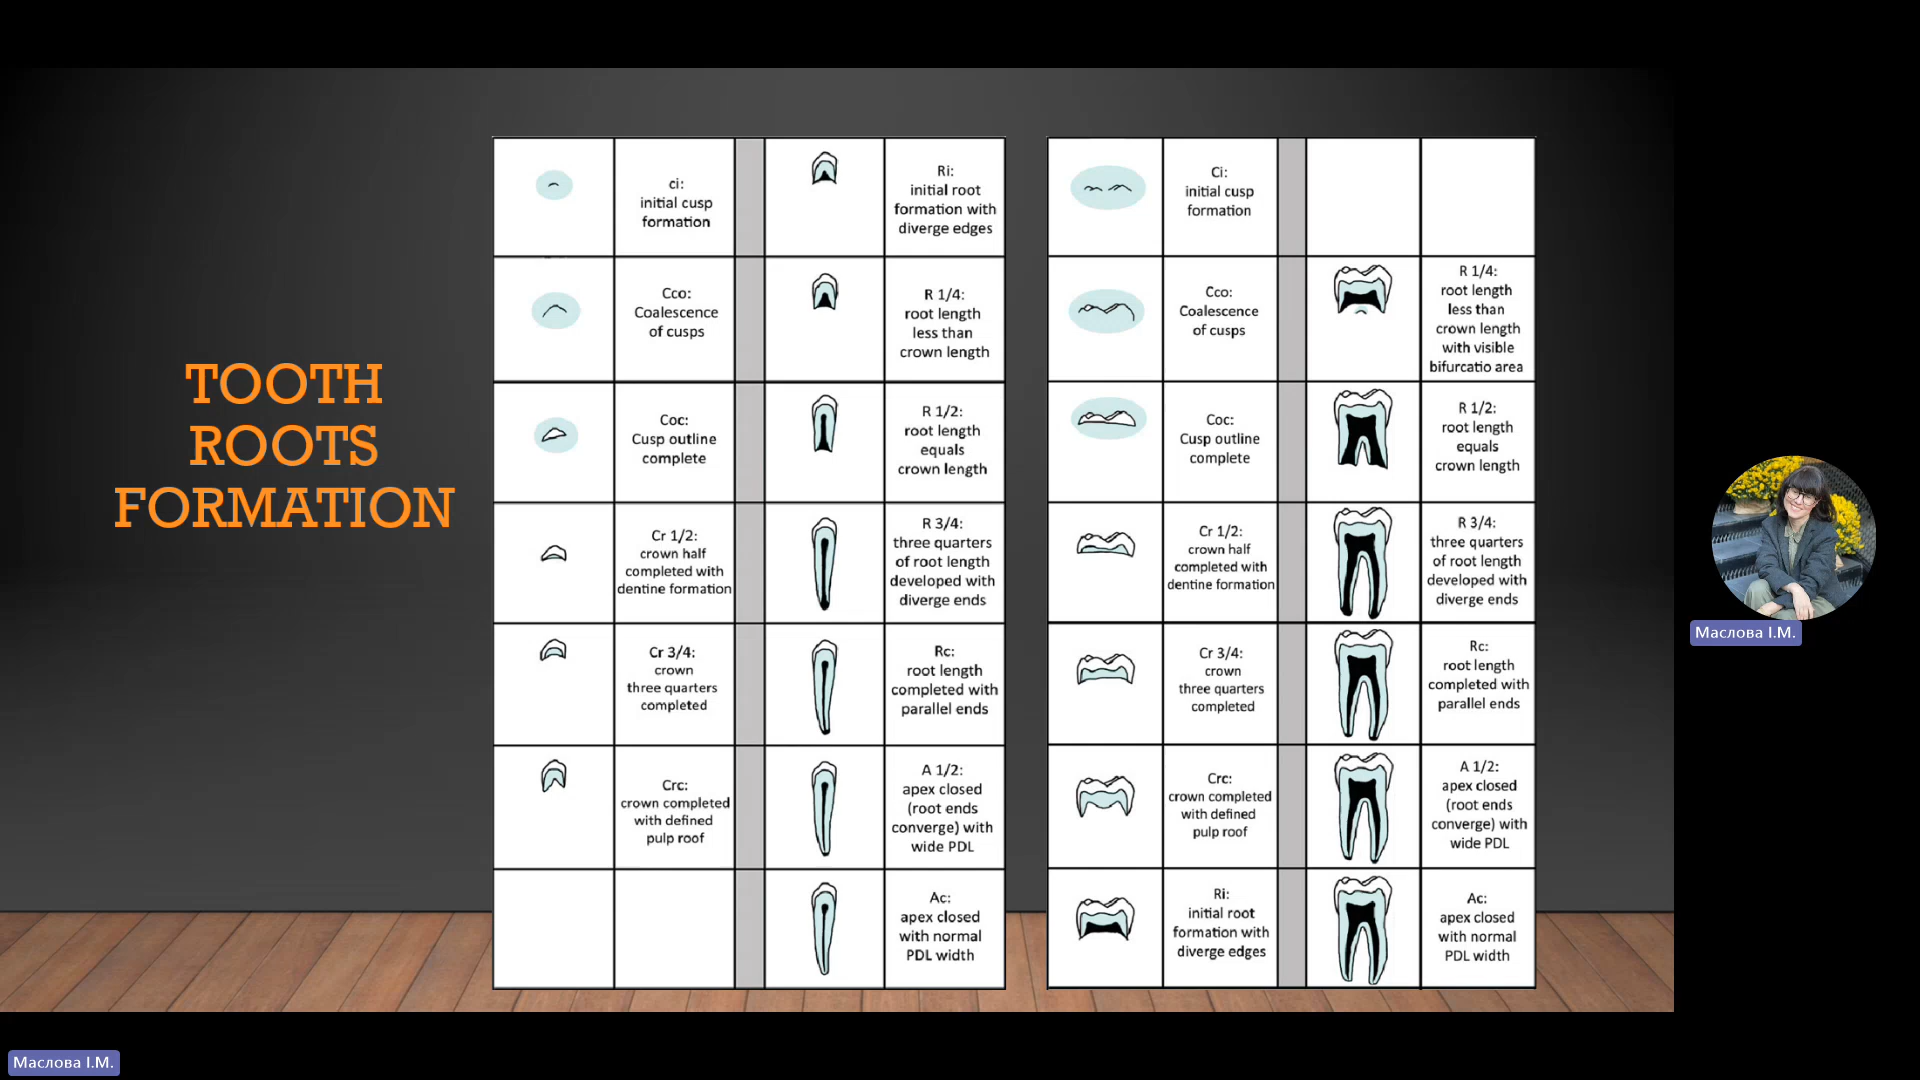 TOOTH
ROOTS
FORMATION
ci:
initial cusp
formation
Ri:
initial root
formation with
diverge edges
Cco:
Coalescence
of cusps
R 1/4:
root length
less than
crown length
Coc:
Cusp outline
complete
R 1/2:
root length
equals
crown length
Cr 1/2:
crown half
completed with
dentine formation
R 3/4:
three quarters
of root length
developed with
diverge ends
Cr 3/4:
crown
three quarters
completed
Rc:
root length
completed with
parallel ends
Crc:
crown completed
with defined
pulp roof
A 1/2:
apex closed
(root ends
converge) with
wide PDL
Ac:
apex closed
with normal
PDL width
Ci:
initial cusp
formation
Cco:
Coalescence
of cusps
R 1/4:
root length
less than
crown length
with visible
bifurcatio area
Coc:
Cusp outline
complete
R 1/2:
root length
equals
crown length
Cr 1/2:
crown half
completed with
dentine formation
R 3/4:
three quarters
of root length
developed with
diverge ends
Cr 3/4:
crown
three quarters
completed
Rc:
root length
completed with
parallel ends
Crc:
crown completed
with defined
pulp roof
A 1/2:
apex closed
(root ends
converge) with
wide PDL
Ri:
initial root
formation with
diverge edges
Ac:
apex closed
with normal
PDL width
Маслова І.М.
Маслова І.М.